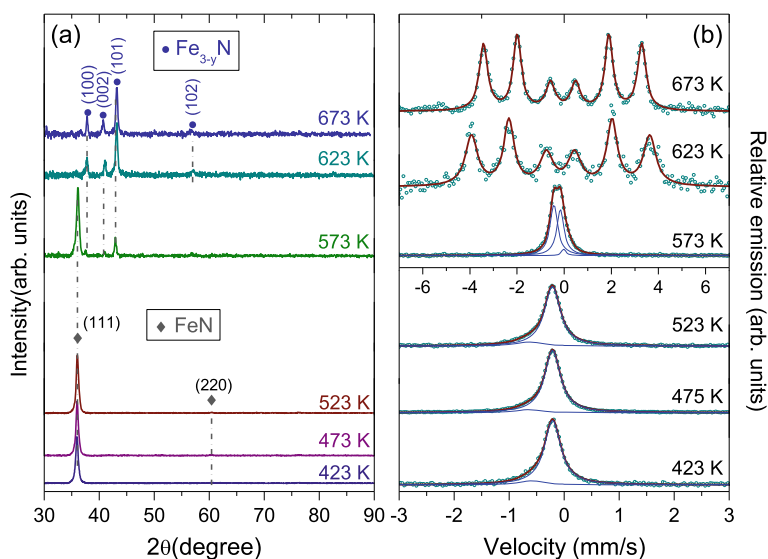 (a)
Fe3-yN
(100)
(002)
(101)
(102)
673 K
623 K
573 K
(111)
FeN
(220)
523 K
473 K
423 K
30 40 50 60 70 80 90
2θ(degree)
Intensity(arb. units)
(b)
673 K
623 K
573 K
-6 -4 -2 0 2 4 6
523 K
475 K
423 K
-3 -2 -1 0 1 2 3
Velocity (mm/s)
Relative emission (arb. units)